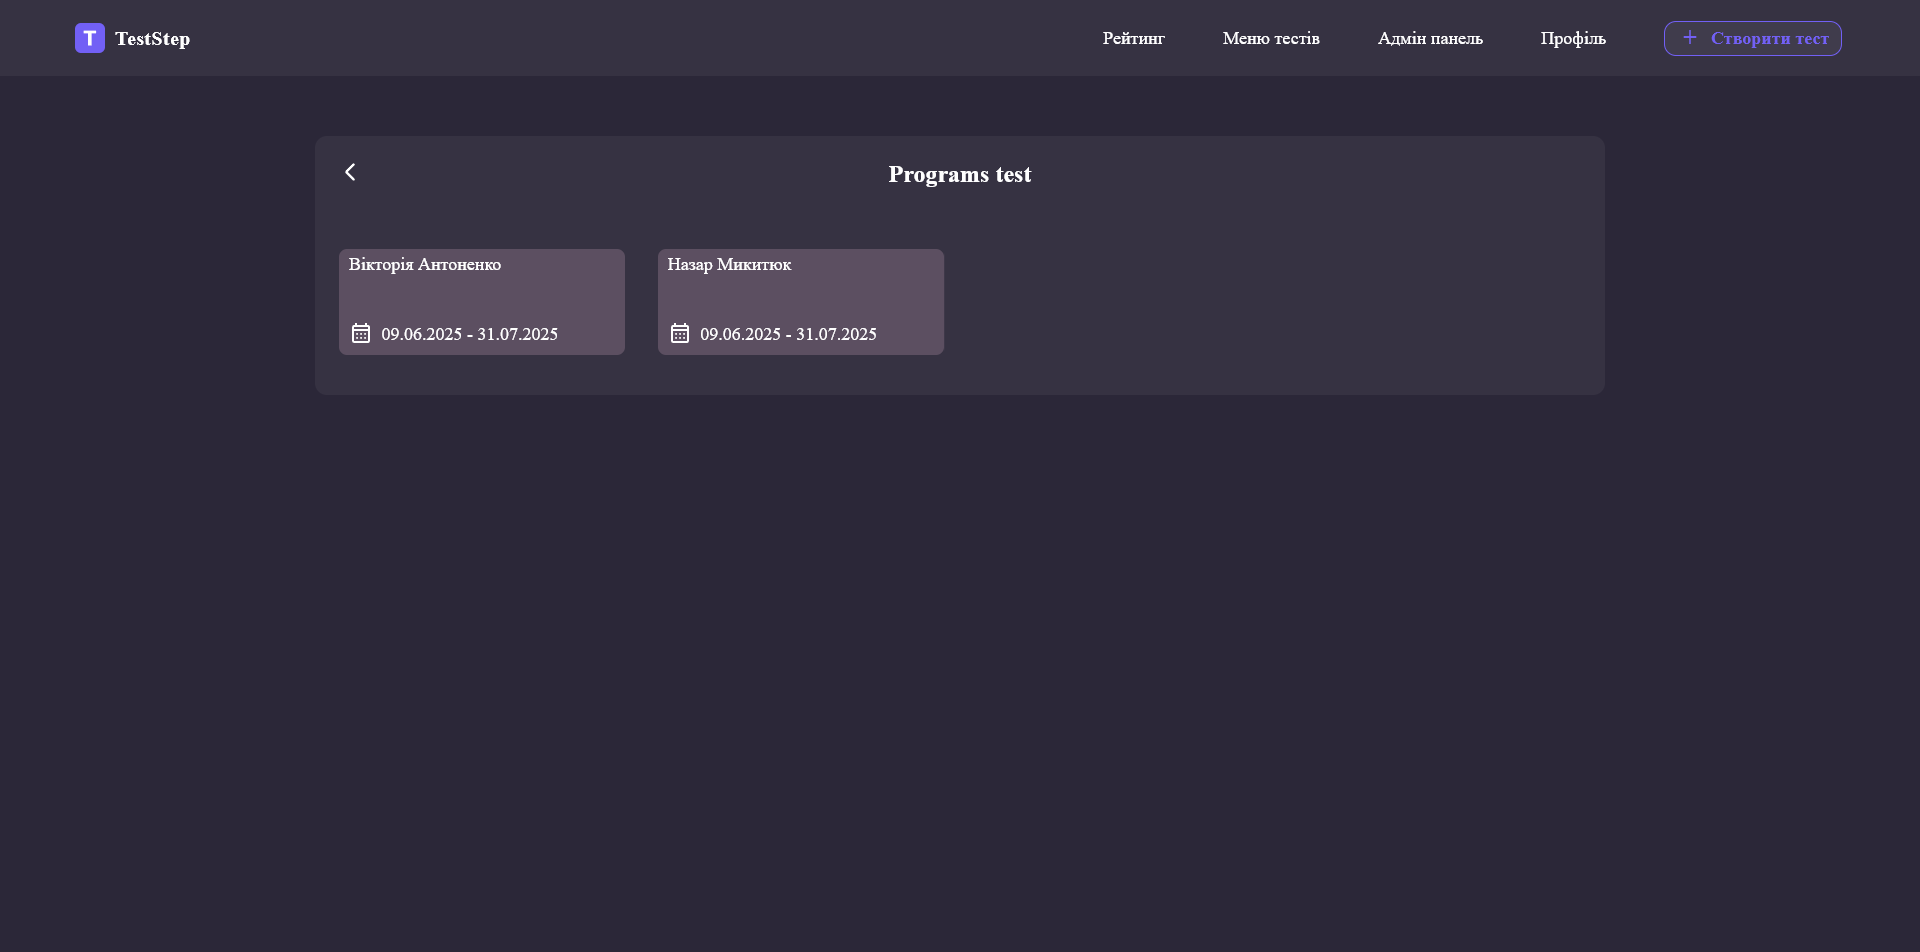 T TestStep
Рейтинг
Меню тестів
Адмін панель
Профіль
+ Створити тест
Programs test
Вікторія Антоненко
09.06.2025 - 31.07.2025
Назар Микитюк
09.06.2025 - 31.07.2025